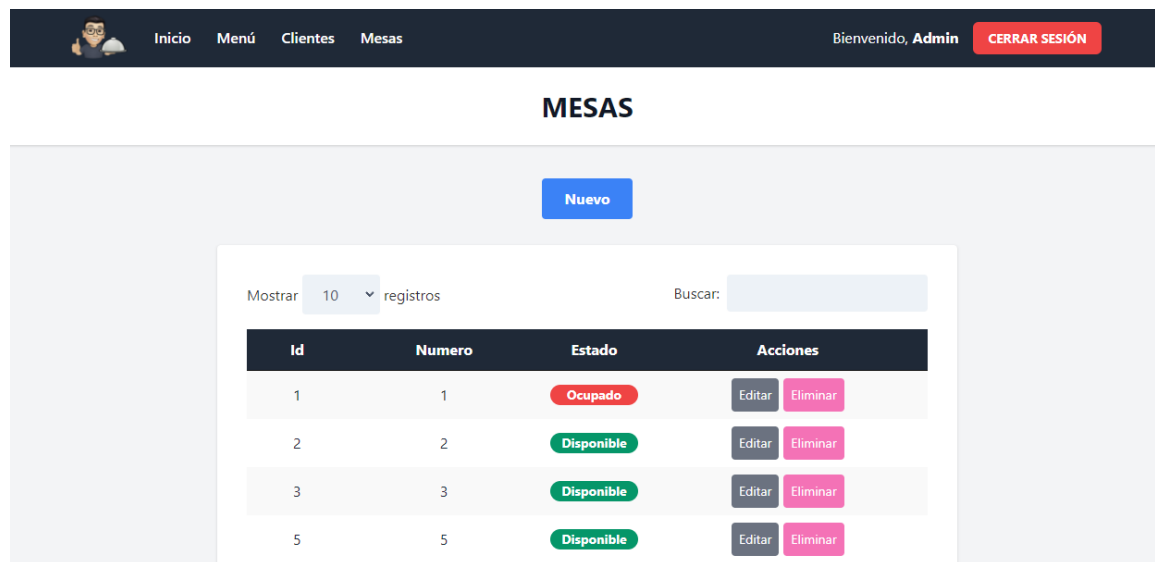 Inicio Menú Clientes Mesas Bienvenido, Admin CERRAR SESIÓN
MESAS
Nuevo
Mostrar 10 registros Buscar:
Id Numero Estado Acciones
1 1 Ocupado Editar Eliminar
2 2 Disponible Editar Eliminar
3 3 Disponible Editar Eliminar
5 5 Disponible Editar Eliminar